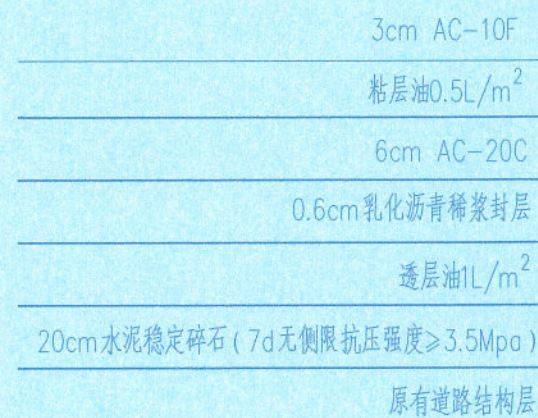 3cm AC-10F
粘层油0.5L/m²
6cm AC-20C
0.6cm乳化沥青稀浆封层
透层油1L/m²
20cm水泥稳定碎石(7d无侧限抗压强度≥3.5Mpa)
原有道路结构层